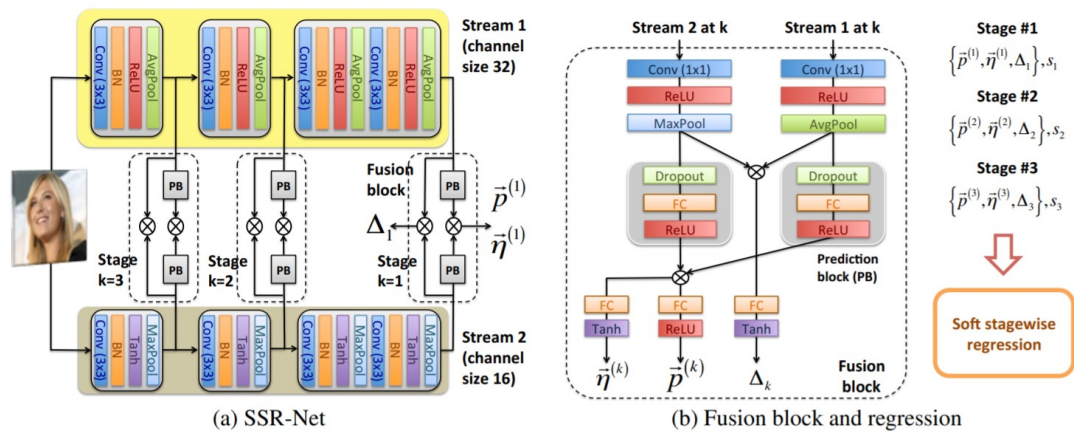 Stream 1
(channel
size 32)
Conv (3x3)
BN
ReLU
AvgPool
Conv (3x3)
BN
ReLU
AvgPool
Conv (3x3)
BN
ReLU
AvgPool
Conv (3x3)
BN
ReLU
AvgPool
Fusion
block
PB
PB
PB
p⃗⁽¹⁾
Δ₁
η⃗⁽¹⁾
Stage
k=3
PB
Stage
k=2
PB
Stage
k=1
PB
Conv (3x3)
BN
Tanh
MaxPool
Conv (3x3)
BN
Tanh
MaxPool
Conv (3x3)
BN
Tanh
MaxPool
Conv (3x3)
BN
Tanh
MaxPool
Stream 2
(channel
size 16)
(a) SSR-Net
Stream 2 at k
Stream 1 at k
Conv (1x1)
Conv (1x1)
ReLU
ReLU
MaxPool
AvgPool
Dropout
Dropout
FC
FC
ReLU
ReLU
Prediction
block (PB)
FC
FC
FC
Tanh
ReLU
Tanh
η⃗⁽ᵏ⁾
p⃗⁽ᵏ⁾
Δₖ
Fusion
block
Stage #1
{p⃗⁽¹⁾, η⃗⁽¹⁾, Δ₁}, s₁
Stage #2
{p⃗⁽²⁾, η⃗⁽²⁾, Δ₂}, s₂
Stage #3
{p⃗⁽³⁾, η⃗⁽³⁾, Δ₃}, s₃
Soft stagewise
regression
(b) Fusion block and regression